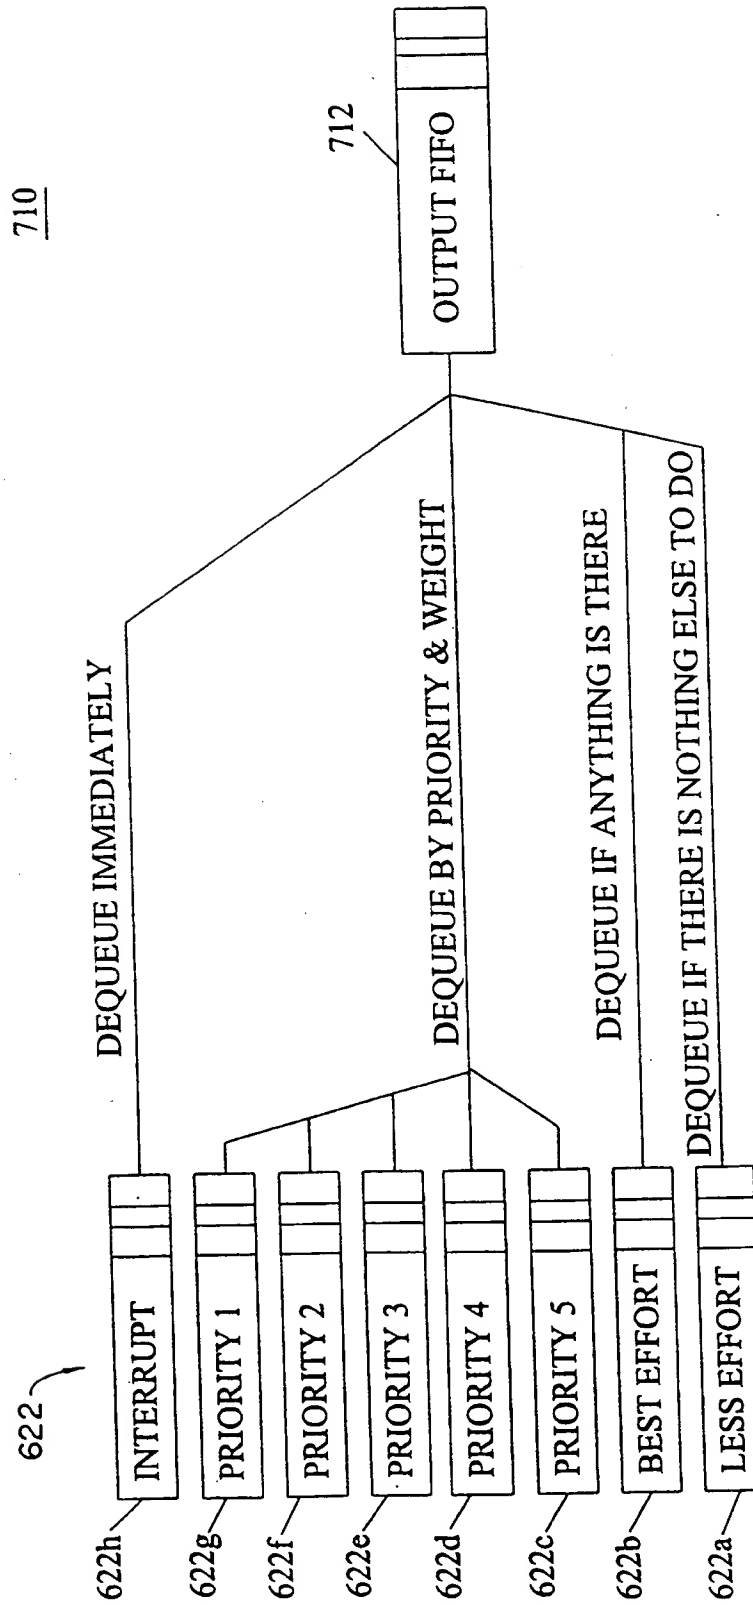 710
622
622h
INTERRUPT
DEQUEUE IMMEDIATELY
622g
PRIORITY 1
622f
PRIORITY 2
622e
PRIORITY 3
622d
PRIORITY 4
DEQUEUE BY PRIORITY & WEIGHT
712
OUTPUT FIFO
622c
PRIORITY 5
622b
BEST EFFORT
DEQUEUE IF ANYTHING IS THERE
622a
LESS EFFORT
DEQUEUE IF THERE IS NOTHING ELSE TO DO